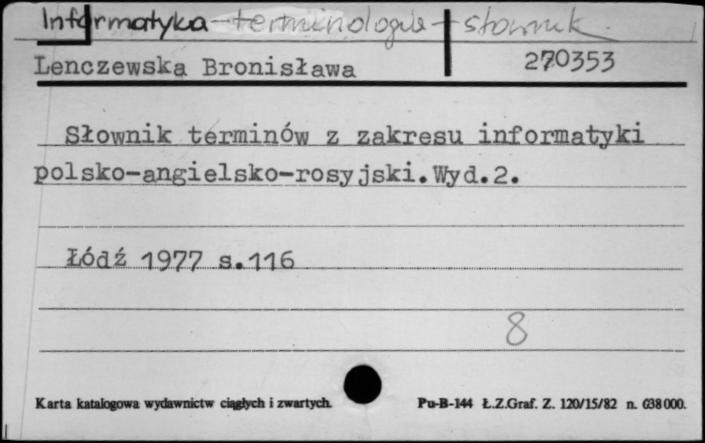 Informatyka - terminologia - słownik
Lenczewska Bronisława 270353
Słownik terminów z zakresu informatyki
polsko-angielsko-rosyjski. Wyd. 2.
Łódź 1977 s. 116
8
Karta katalogowa wydawnictw ciągłych i zwartych. Pu-B-144 Ł.Z.Graf. Z. 120/15/82 n. 638000.